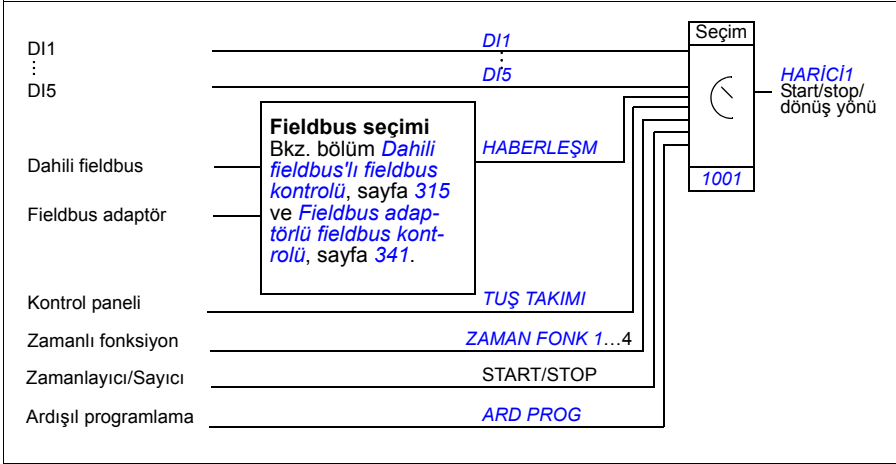 DI1
⋮
DI5
DI1
⋮
DI5
Seçim
1001
HARİCİ1
Start/stop/
dönüş yönü
Fieldbus seçimi
Bkz. bölüm Dahili
fieldbus'lı fieldbus
kontrolü, sayfa 315
ve Fieldbus adap-
törlü fieldbus kont-
rolü, sayfa 341.
Dahili fieldbus
Fieldbus adaptör
HABERLEŞM
Kontrol paneli
TUŞ TAKIMI
Zamanlı fonksiyon
ZAMAN FONK 1…4
Zamanlayıcı/Sayıcı
START/STOP
Ardışıl programlama
ARD PROG